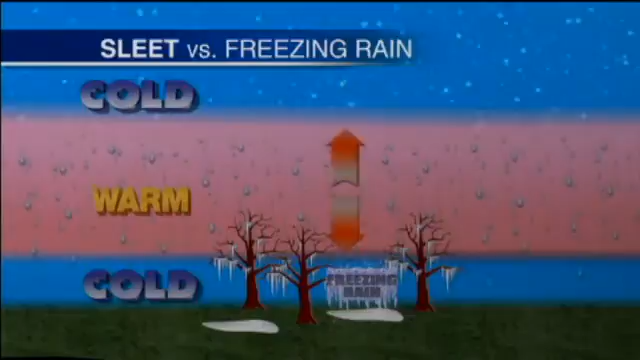 SLEET vs. FREEZING RAIN
COLD
WARM
COLD
FREEZING
RAIN